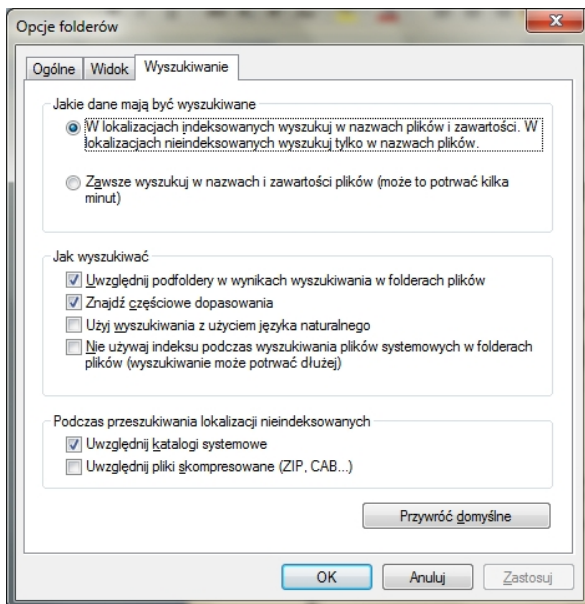 Opcje folderów
Ogólne Widok Wyszukiwanie
Jakie dane mają być wyszukiwane
W lokalizacjach indeksowanych wyszukuj w nazwach plików i zawartości. W
lokalizacjach nieindeksowanych wyszukuj tylko w nazwach plików.
Zawsze wyszukuj w nazwach i zawartości plików (może to potrwać kilka
minut)
Jak wyszukiwać
Uwzględnij podfoldery w wynikach wyszukiwania w folderach plików
Znajdź częściowe dopasowania
Użyj wyszukiwania z użyciem języka naturalnego
Nie używaj indeksu podczas wyszukiwania plików systemowych w folderach
plików (wyszukiwanie może potrwać dłużej)
Podczas przeszukiwania lokalizacji nieindeksowanych
Uwzględnij katalogi systemowe
Uwzględnij pliki skompresowane (ZIP, CAB...)
Przywróć domyślne
OK Anuluj Zastosuj